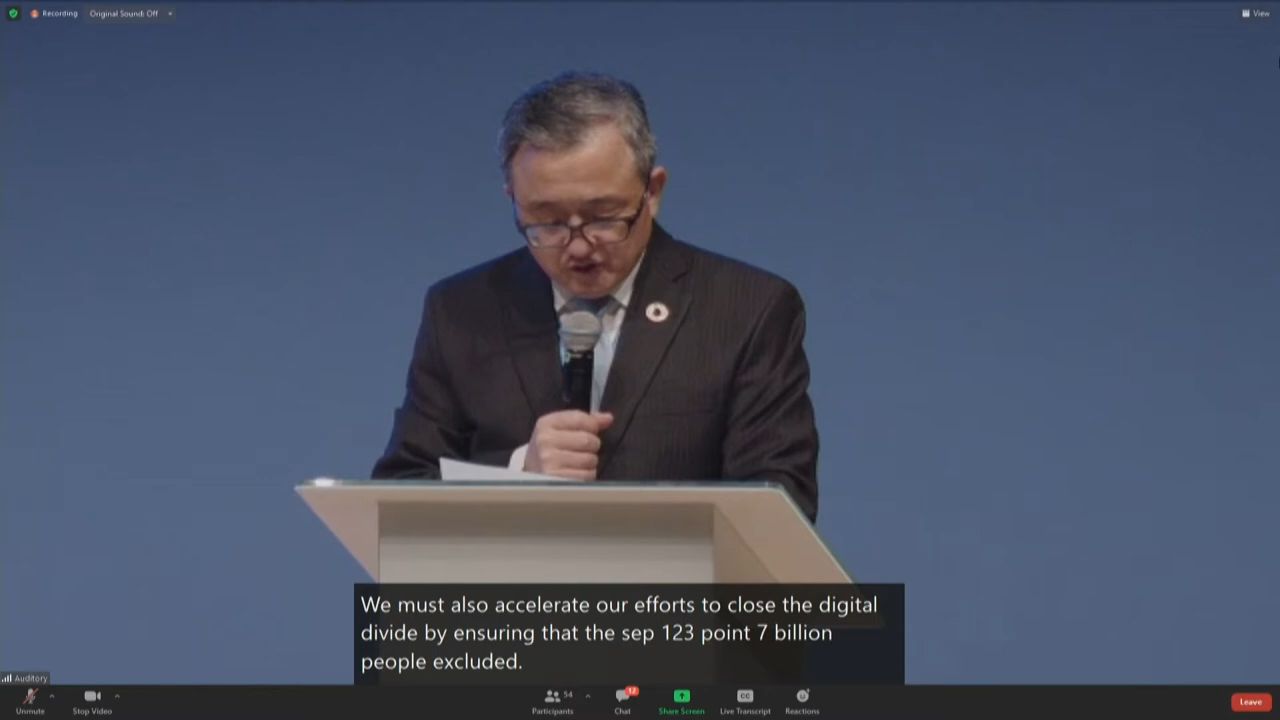 Recording Original Sound: Off View
We must also accelerate our efforts to close the digital
divide by ensuring that the sep 123 point 7 billion
people excluded.
Auditory
54 12 CC
Unmute Stop Video Participants Chat Share Screen Live Transcript Reactions Leave